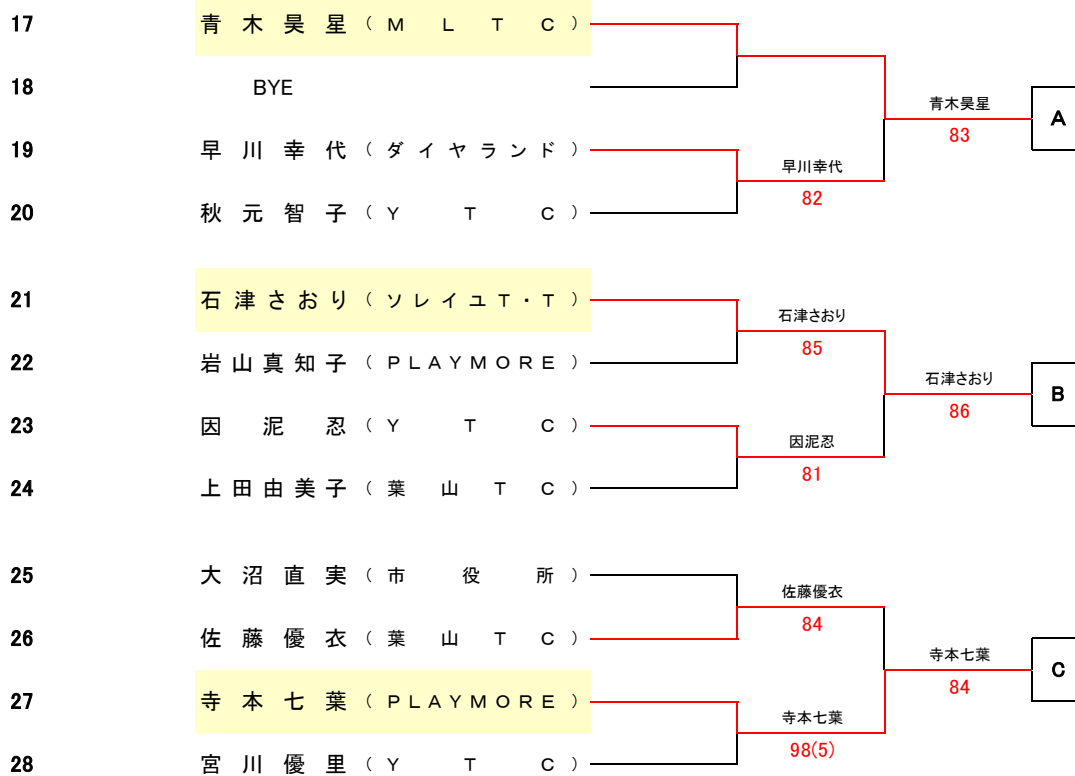 17 青木昊星（MLTC）
18 BYE
青木昊星 A
83
19 早川幸代（ダイヤランド）
早川幸代
82
20 秋元智子（YTC）
21 石津さおり（ソレイユT・T）
石津さおり
85
22 岩山真知子（PLAYMORE）
石津さおり B
86
23 因泥忍（YTC）
因泥忍
81
24 上田由美子（葉山TC）
25 大沼直実（市役所）
佐藤優衣
84
26 佐藤優衣（葉山TC）
寺本七葉 C
84
27 寺本七葉（PLAYMORE）
寺本七葉
98(5)
28 宮川優里（YTC）